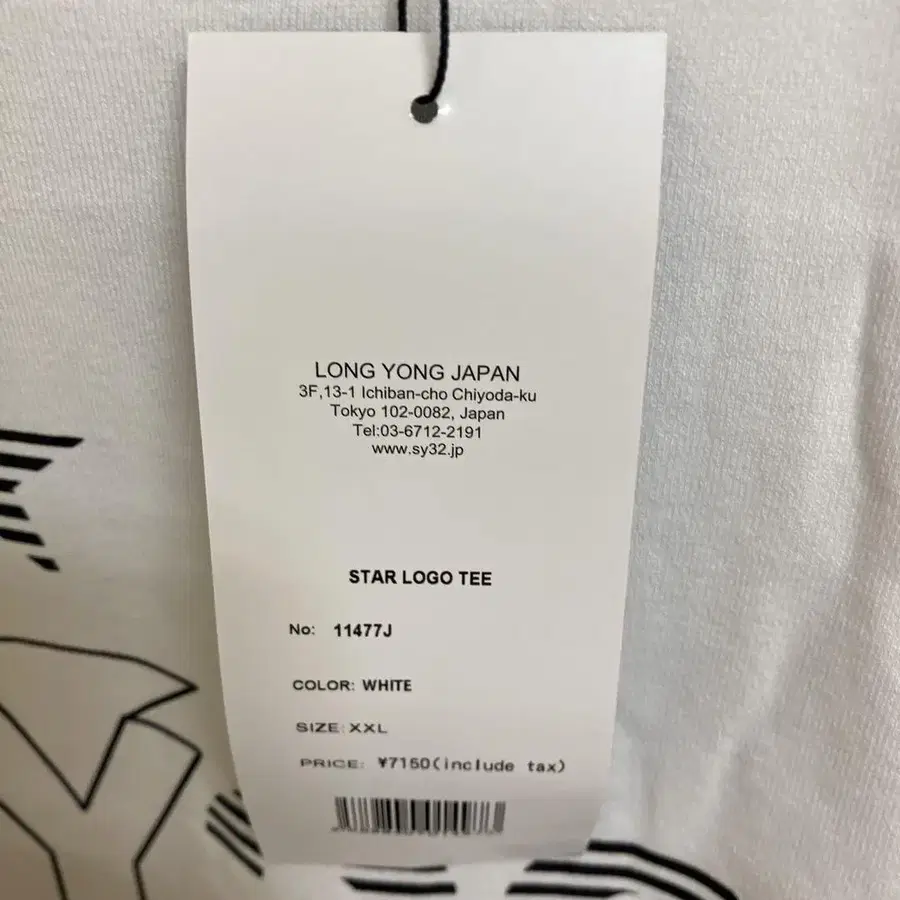 LONG YONG JAPAN
3F,13-1 Ichiban-cho Chiyoda-ku
Tokyo 102-0082, Japan
Tel:03-6712-2191
www.sy32.jp
STAR LOGO TEE
No: 11477J
COLOR: WHITE
SIZE: XXL
PRICE: ¥7150(include tax)